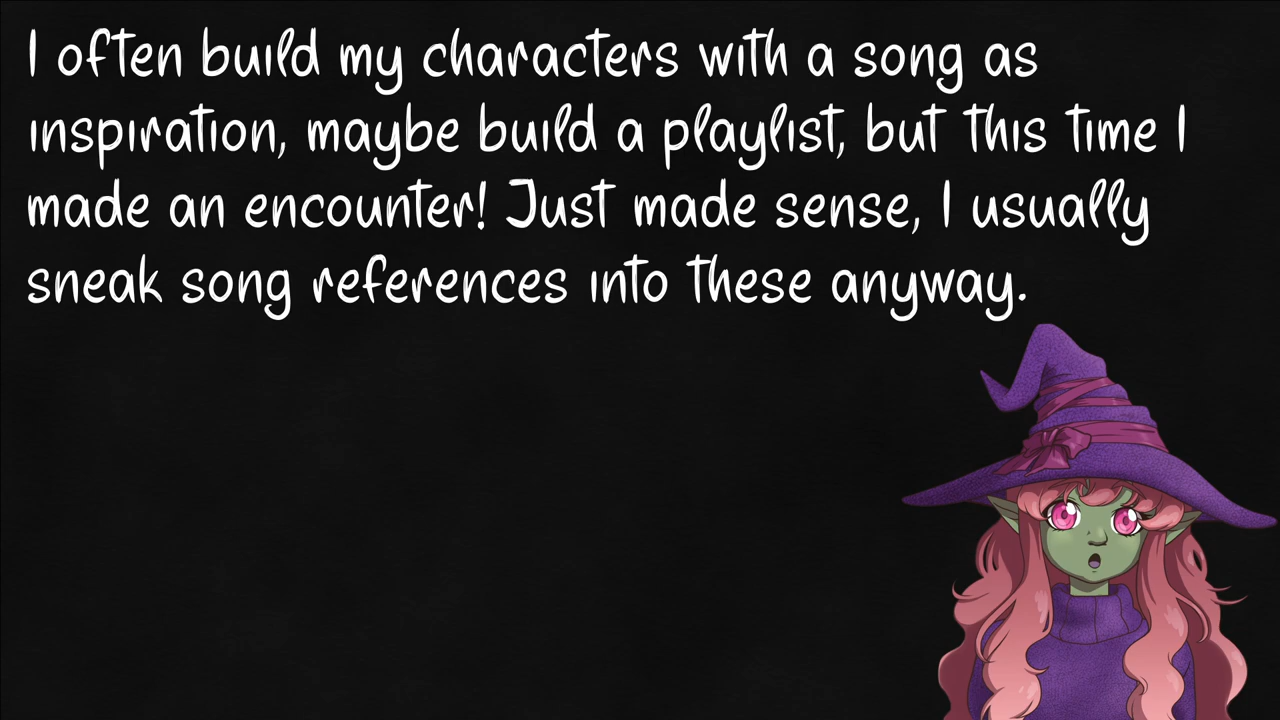 I often build my characters with a song as
inspiration, maybe build a playlist, but this time I
made an encounter! Just made sense, I usually
sneak song references into these anyway.